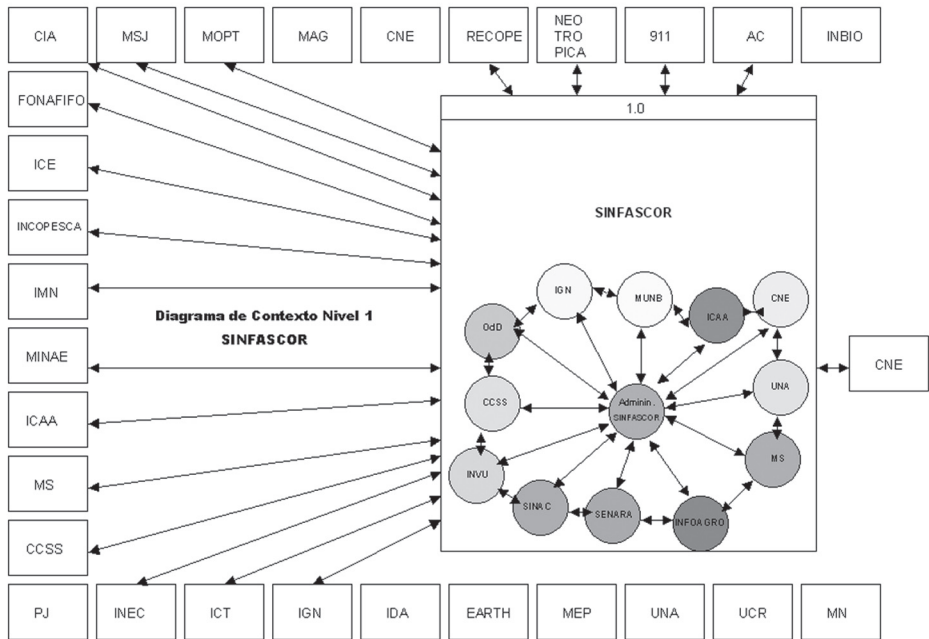 CIA
MSJ
MOPT
MAG
CNE
RECOPE
NEO
TRO
PICA
911
AC
INBIO
FONAFIFO
ICE
INCOPESCA
IMN
MINAE
ICAA
MS
CCSS
1.0
SINFASCOR
Diagrama de Contexto Nivel 1
SINFASCOR
IGN
MUNB
ICAA
CNE
OdD
UNA
CCSS
Adminin.
SINFASCOR
INVU
MS
SINAC
SENARA
INFOAGRO
CNE
PJ
INEC
ICT
IGN
IDA
EARTH
MEP
UNA
UCR
MN